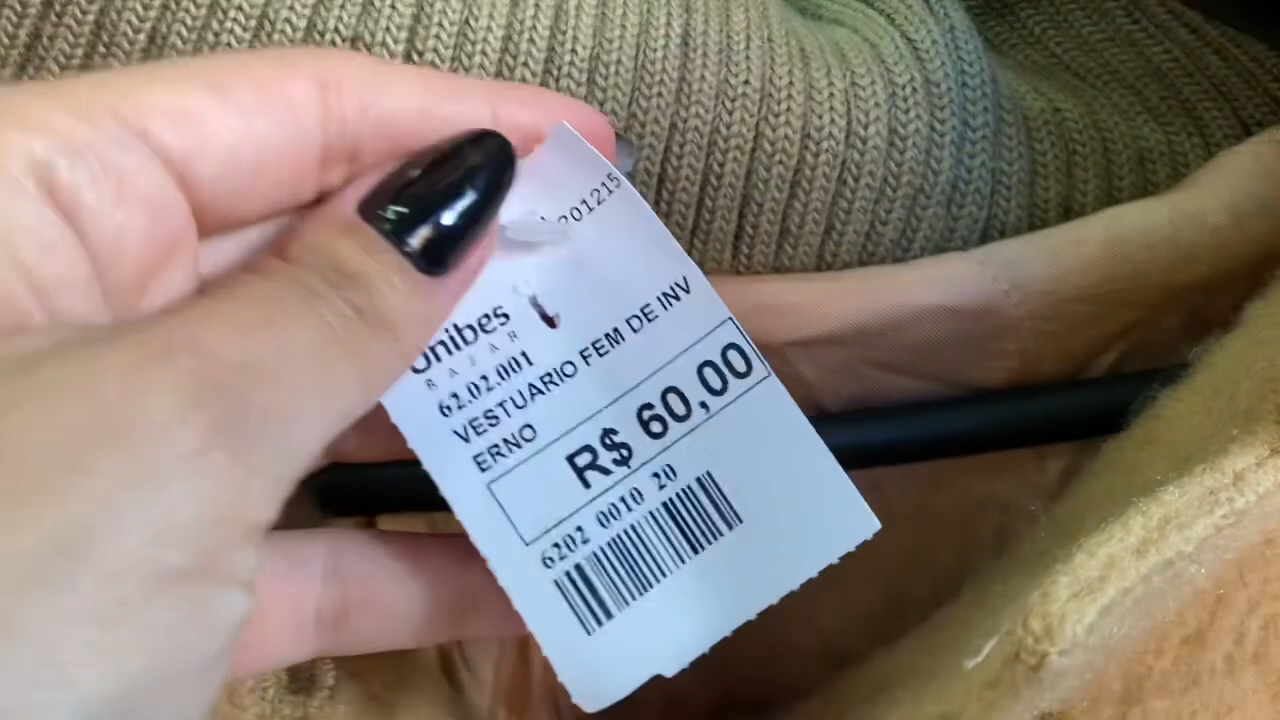 201215
Unibes
BAZAR
62.02.001
VESTUARIO FEM DE INV
ERNO
R$ 60,00
6202 0010 20